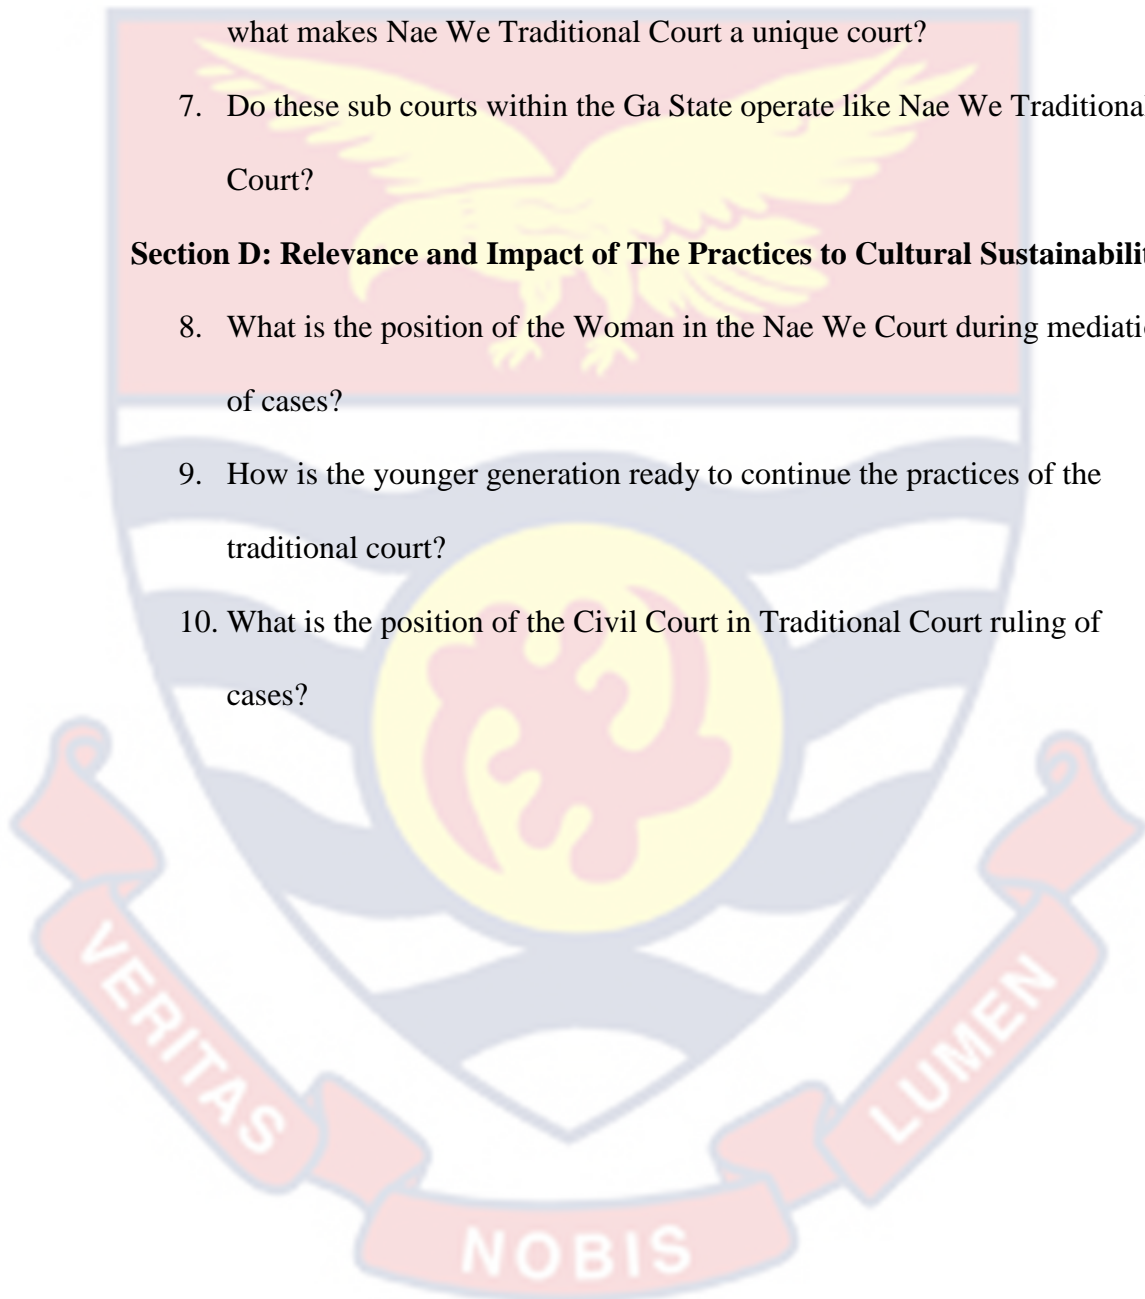 what makes Nae We Traditional Court a unique court?
7. Do these sub courts within the Ga State operate like Nae We Traditional
Court?
Section D: Relevance and Impact of The Practices to Cultural Sustainabilit
8. What is the position of the Woman in the Nae We Court during mediati
of cases?
9. How is the younger generation ready to continue the practices of the
traditional court?
10. What is the position of the Civil Court in Traditional Court ruling of
cases?
VERITAS
NOBIS
LUMEN